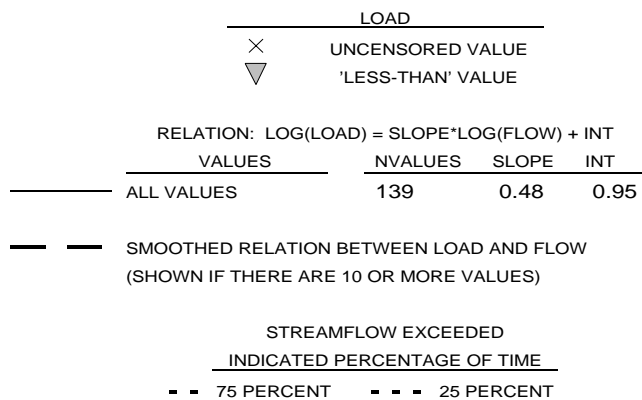 LOAD
UNCENSORED VALUE
'LESS-THAN' VALUE
RELATION: LOG(LOAD) = SLOPE*LOG(FLOW) + INT
VALUES NVALUES SLOPE INT
ALL VALUES 139 0.48 0.95
SMOOTHED RELATION BETWEEN LOAD AND FLOW
(SHOWN IF THERE ARE 10 OR MORE VALUES)
STREAMFLOW EXCEEDED
INDICATED PERCENTAGE OF TIME
75 PERCENT 25 PERCENT